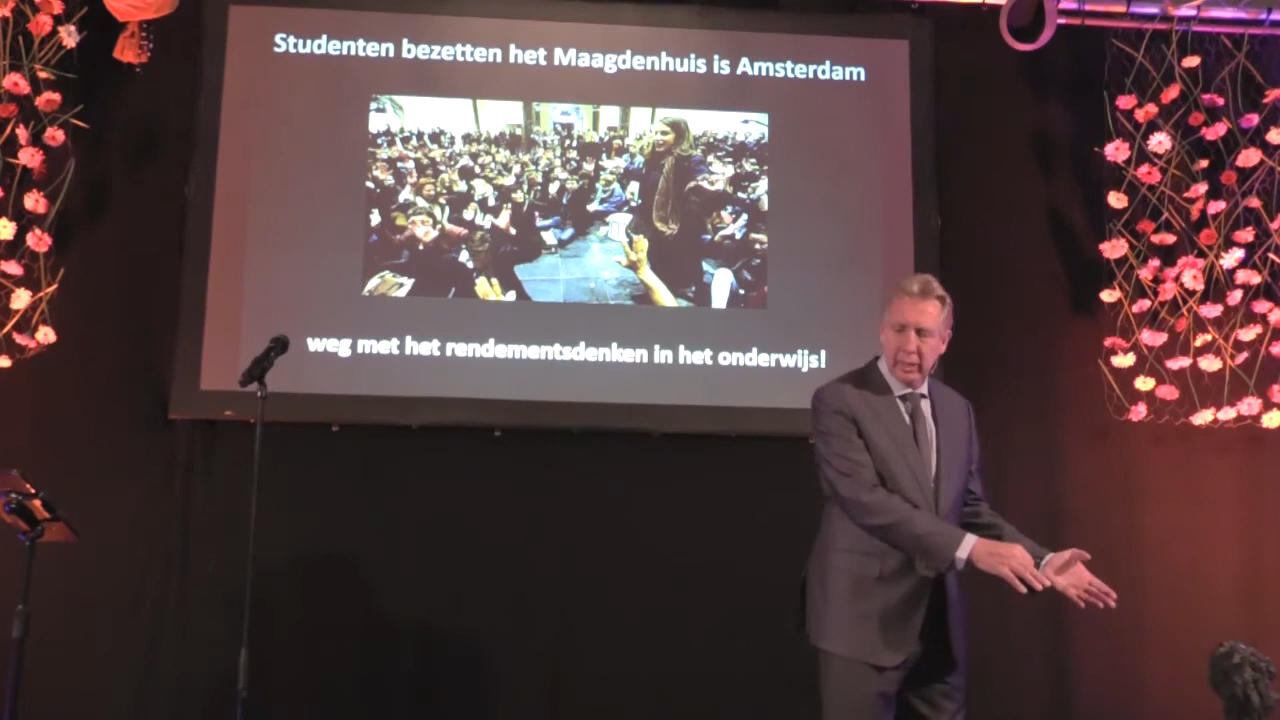 Studenten bezetten het Maagdenhuis is Amsterdam
weg met het rendementsdenken in het onderwijs!